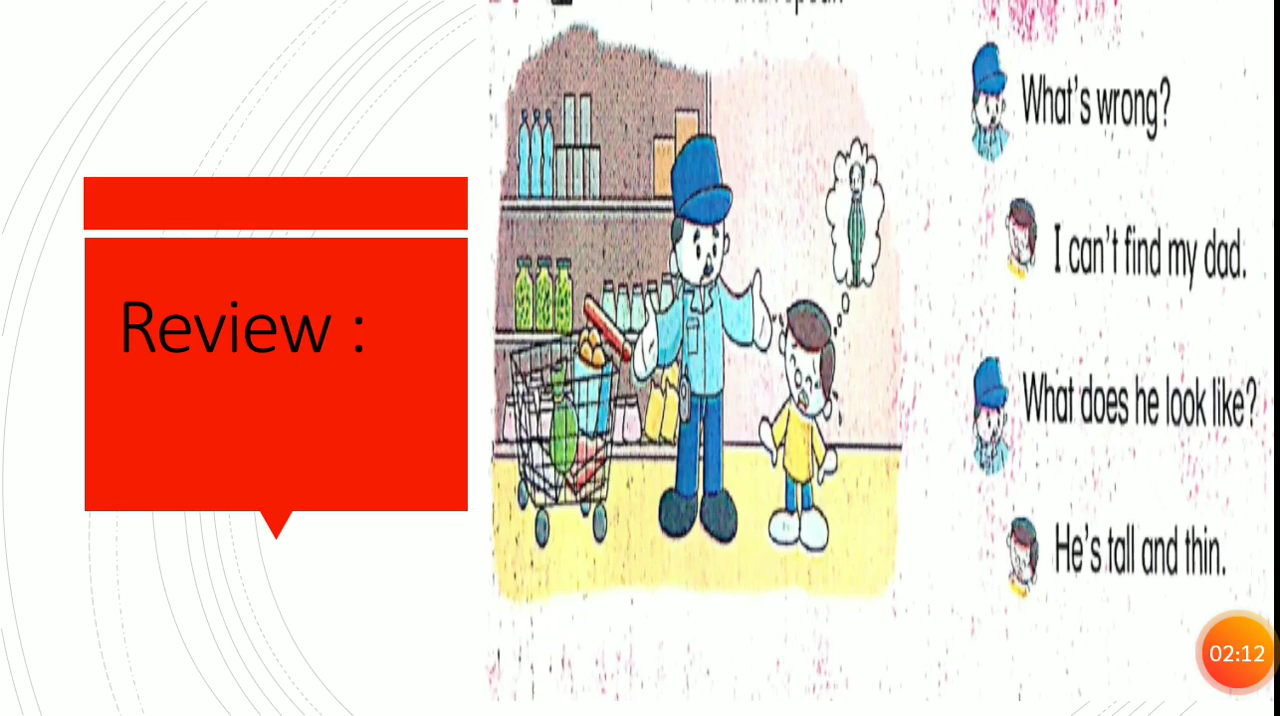 Review :
What's wrong?
I can't find my dad.
What does he look like?
He's tall and thin.
02:12